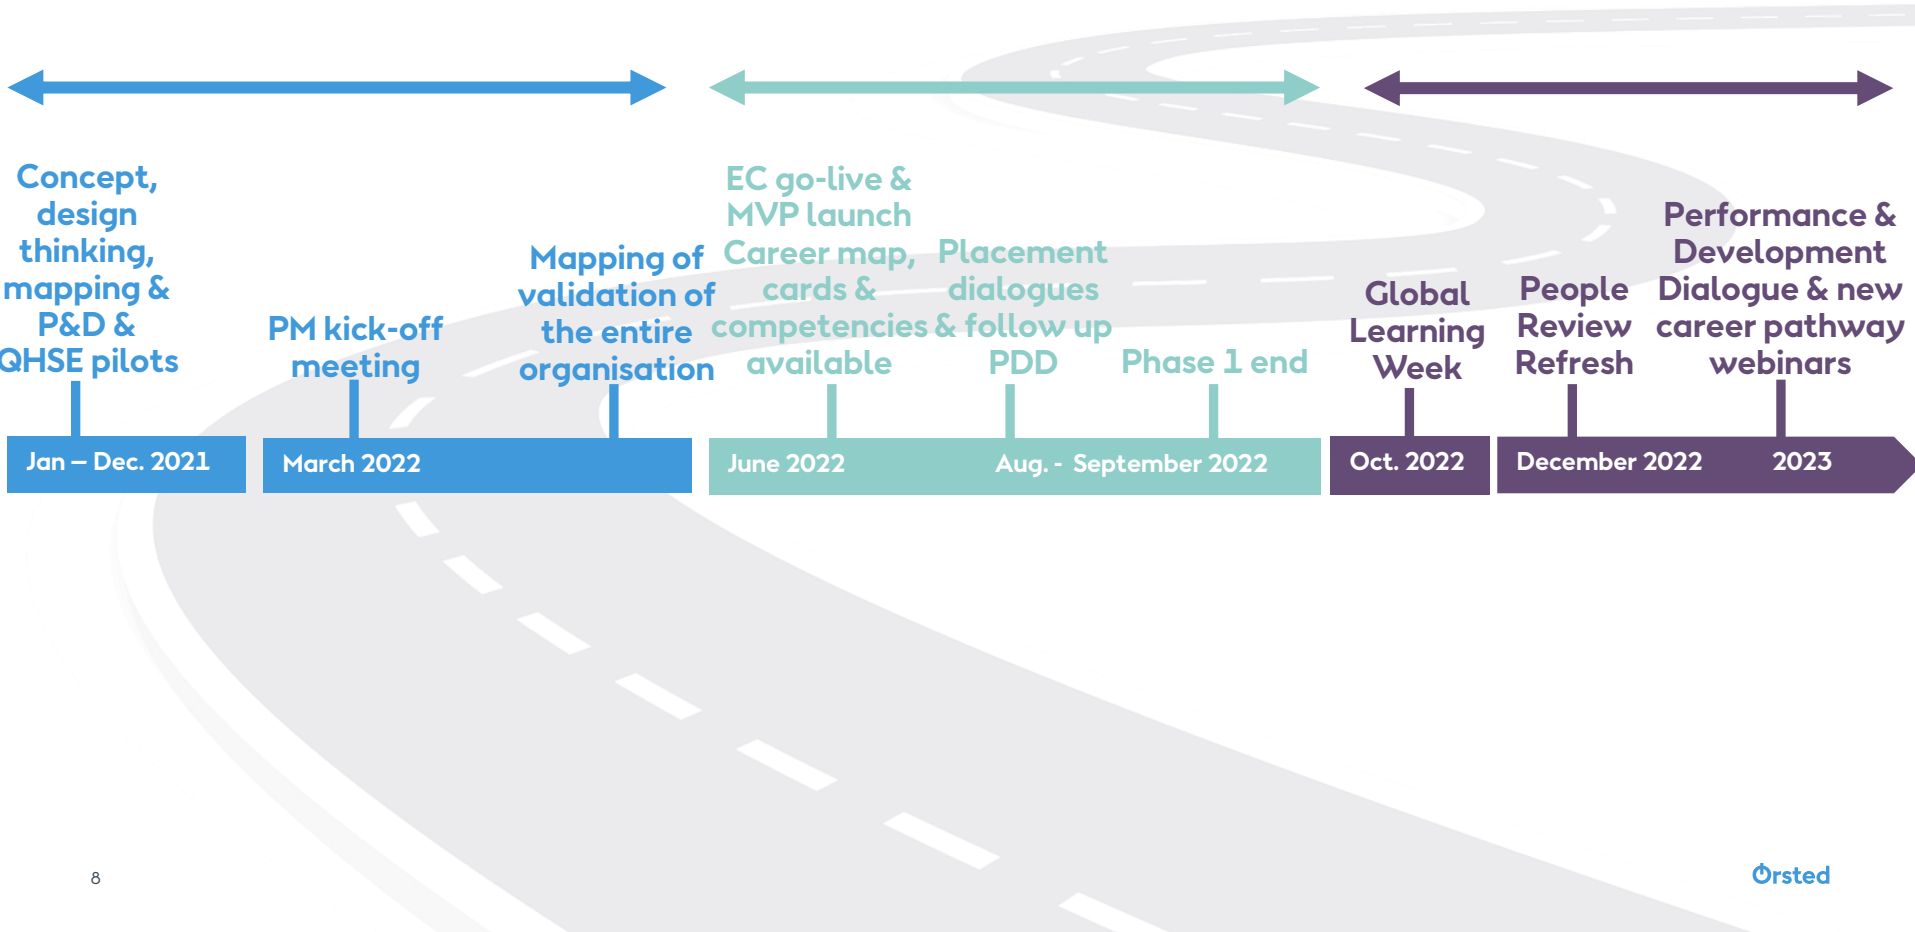 Concept,
design
thinking,
mapping &
P&D &
QHSE pilots
PM kick-off
meeting
Mapping of
validation of
the entire
organisation
EC go-live &
MVP launch
Career map,
cards &
competencies
available
Placement
dialogues
& follow up
PDD
Phase 1 end
Global
Learning
Week
People
Review
Refresh
Performance &
Development
Dialogue & new
career pathway
webinars
Jan – Dec. 2021
March 2022
June 2022
Aug. - September 2022
Oct. 2022
December 2022
2023
8
Ørsted